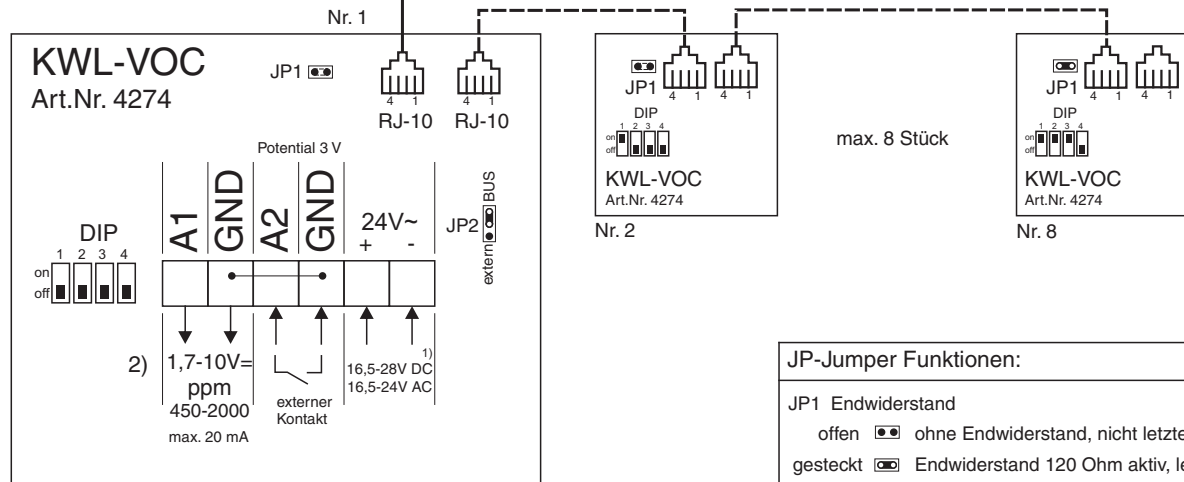 Nr. 1
KWL-VOC
Art.Nr. 4274
JP1
4 1
4 1
RJ-10
RJ-10
Potential 3 V
A1
GND
A2
GND
24V~
+ -
JP2
extern
BUS
DIP
1 2 3 4
on
off
2)
1,7-10V=
ppm
450-2000
max. 20 mA
externer
Kontakt
1)
16,5-28V DC
16,5-24V AC
JP1
4 1
4 1
DIP
1 2 3 4
on
off
KWL-VOC
Art.Nr. 4274
Nr. 2
max. 8 Stück
JP1
4 1
4 1
DIP
1 2 3 4
on
off
KWL-VOC
Art.Nr. 4274
Nr. 8
JP-Jumper Funktionen:
JP1 Endwiderstand
offen ohne Endwiderstand, nicht letzte
gesteckt Endwiderstand 120 Ohm aktiv, le